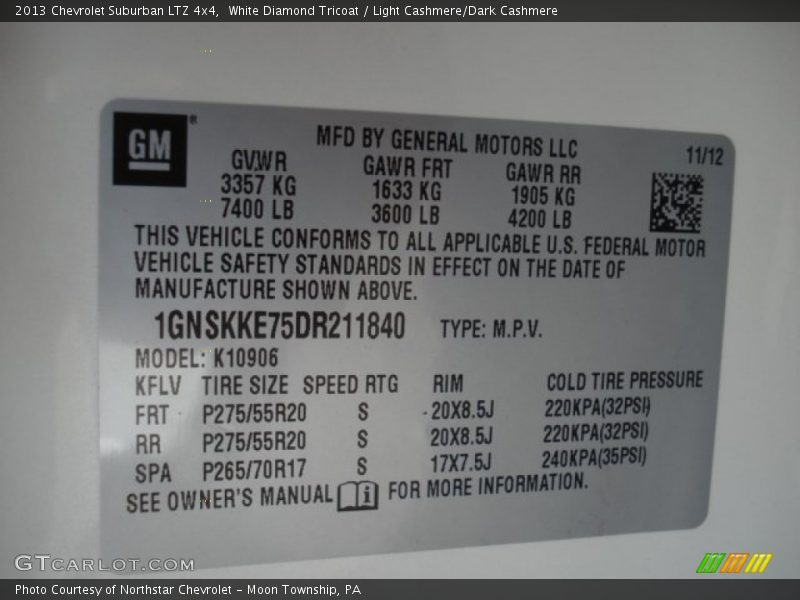 2013 Chevrolet Suburban LTZ 4x4, White Diamond Tricoat / Light Cashmere/Dark Cashmere
GM ® MFD BY GENERAL MOTORS LLC 11/12
GVWR GAWR FRT GAWR RR
3357 KG 1633 KG 1905 KG
7400 LB 3600 LB 4200 LB
THIS VEHICLE CONFORMS TO ALL APPLICABLE U.S. FEDERAL MOTOR
VEHICLE SAFETY STANDARDS IN EFFECT ON THE DATE OF
MANUFACTURE SHOWN ABOVE.
1GNSKKE75DR211840 TYPE: M.P.V.
MODEL: K10906
KFLV TIRE SIZE SPEED RTG RIM COLD TIRE PRESSURE
FRT P275/55R20 S 20X8.5J 220KPA(32PSI)
RR P275/55R20 S 20X8.5J 220KPA(32PSI)
SPA P265/70R17 S 17X7.5J 240KPA(35PSI)
SEE OWNER'S MANUAL i FOR MORE INFORMATION.
GTCARLOT.COM
Photo Courtesy of Northstar Chevrolet - Moon Township, PA